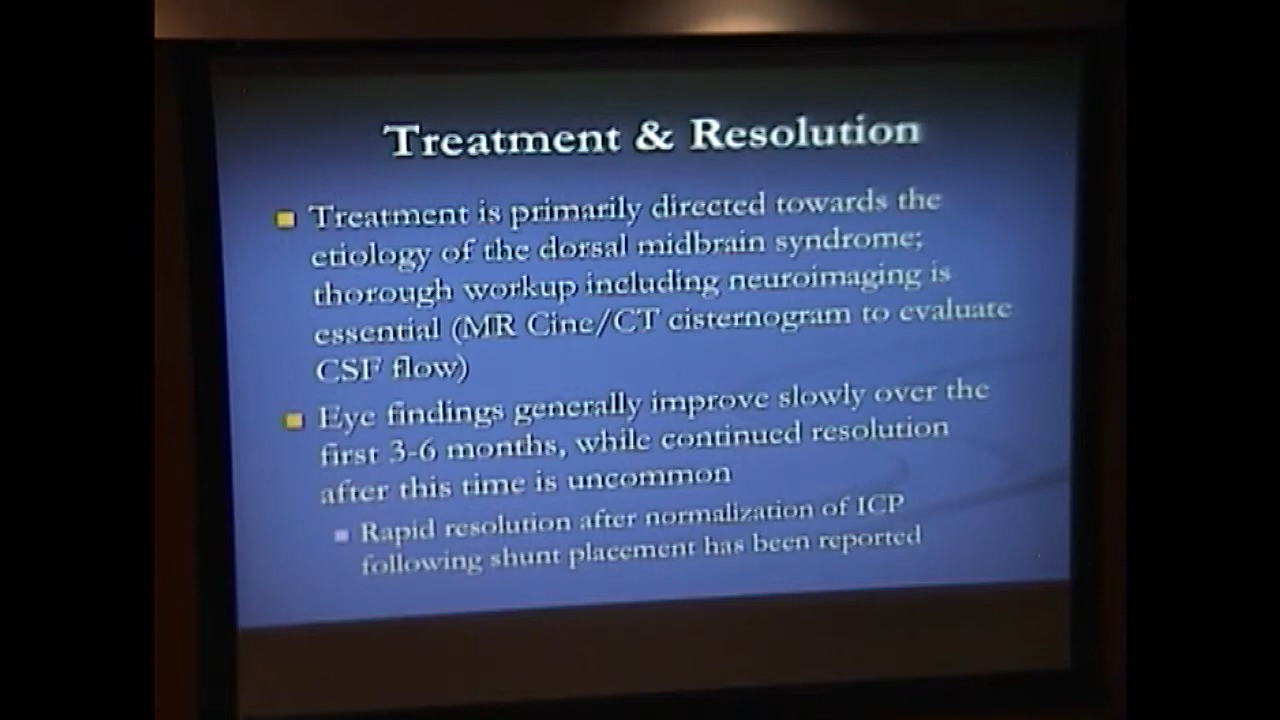 Treatment & Resolution
Treatment is primarily directed towards the
etiology of the dorsal midbrain syndrome;
thorough workup including neuroimaging is
essential (MR Cine/CT cisternogram to evaluate
CSF flow)
Eye findings generally improve slowly over the
first 3-6 months, while continued resolution
after this time is uncommon
Rapid resolution after normalization of ICP
following shunt placement has been reported